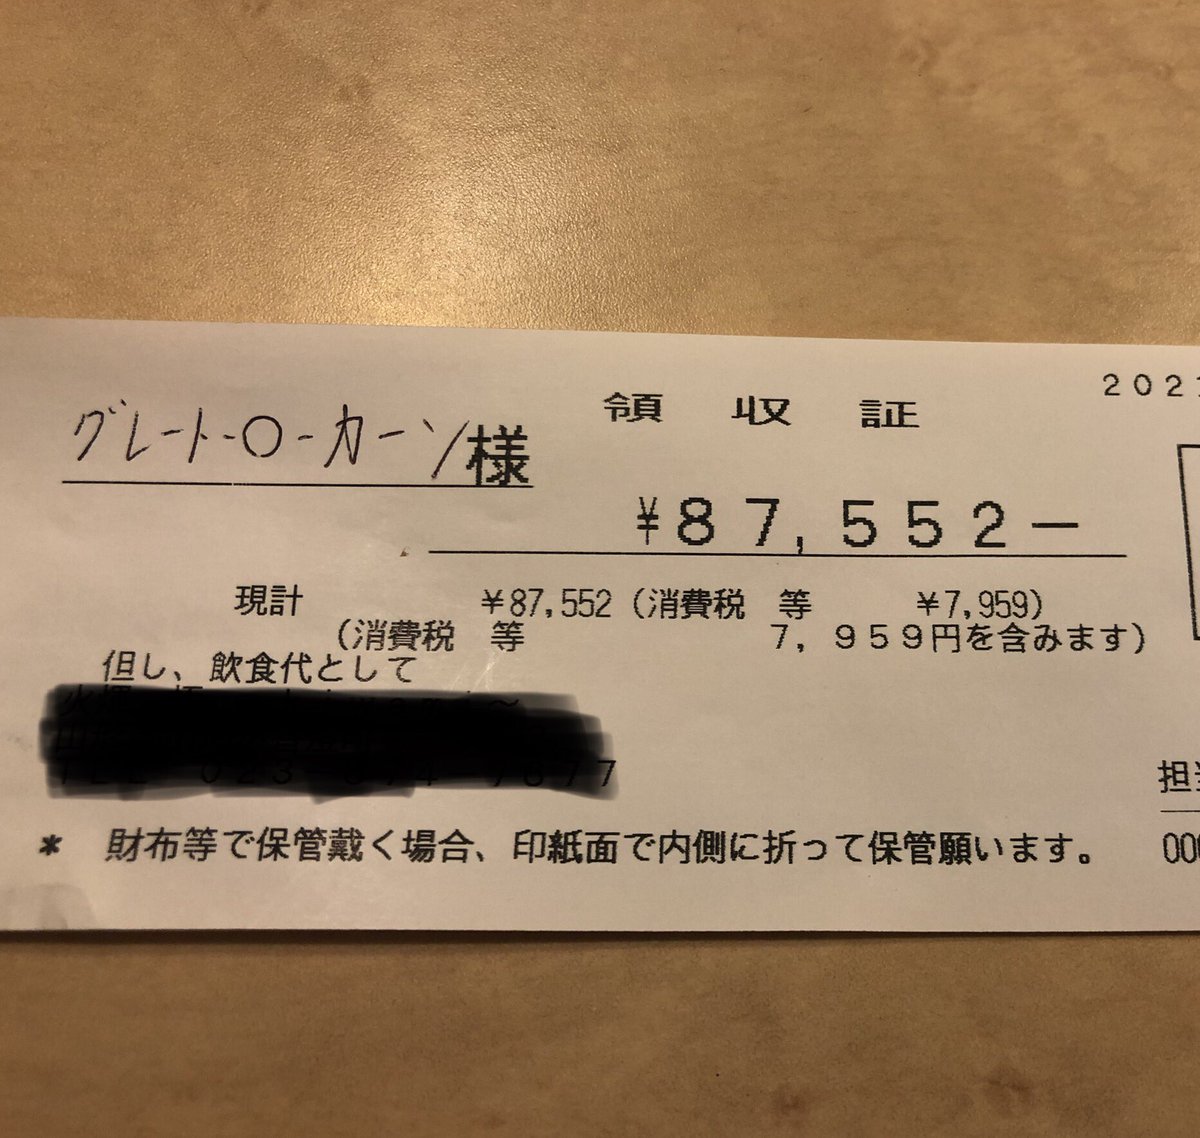 領収証
202
グレート-O-カーン様
¥87,552-
現計 ¥87,552 (消費税 等 ¥7,959)
(消費税 等 7,959円を含みます)
但し、飲食代として
* 財布等で保管戴く場合、印紙面で内側に折って保管願います。
担
000